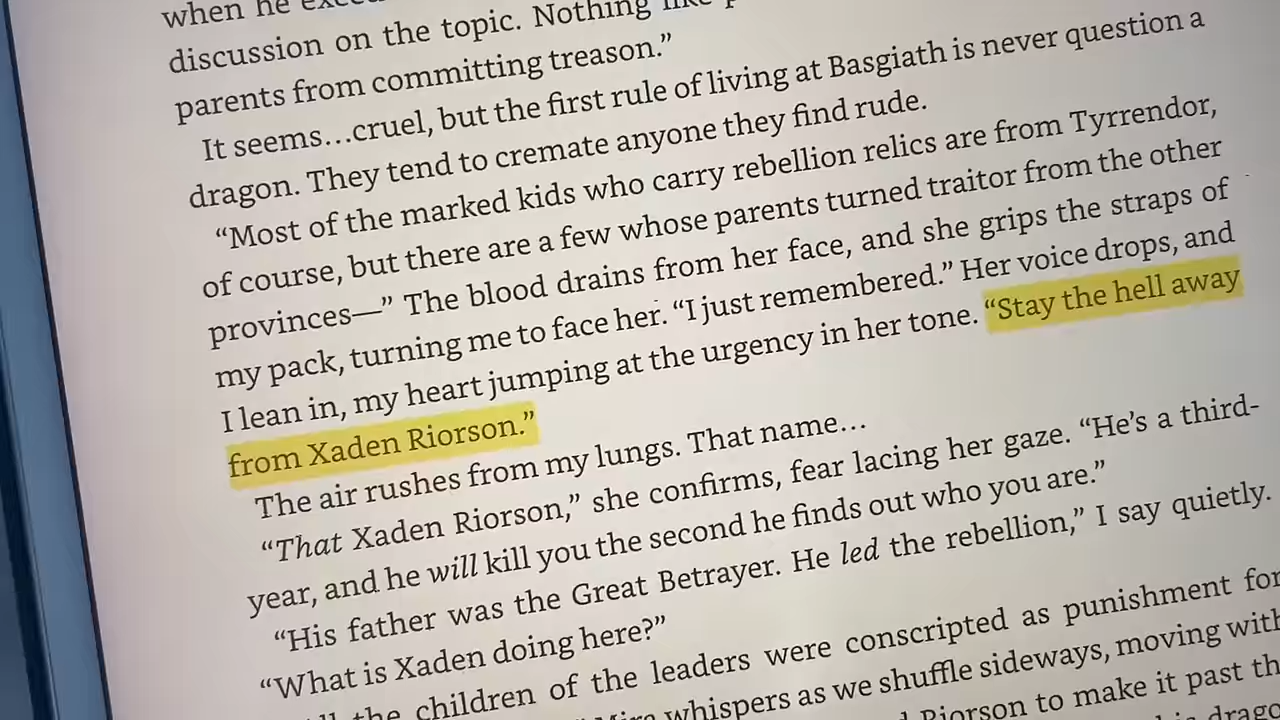 when he
discussion on the topic. Nothing like
parents from committing treason.”
It seems…cruel, but the first rule of living at Basgiath is never question a
dragon. They tend to cremate anyone they find rude.
“Most of the marked kids who carry rebellion relics are from Tyrrendor,
of course, but there are a few whose parents turned traitor from the other
provinces—” The blood drains from her face, and she grips the straps of
my pack, turning me to face her. “I just remembered.” Her voice drops, and
I lean in, my heart jumping at the urgency in her tone. “Stay the hell away
from Xaden Riorson.”
The air rushes from my lungs. That name…
“That Xaden Riorson,” she confirms, fear lacing her gaze. “He’s a third-
year, and he will kill you the second he finds out who you are.”
“His father was the Great Betrayer. He led the rebellion,” I say quietly.
“What is Xaden doing here?”
the children of the leaders were conscripted as punishment for
whispers as we shuffle sideways, moving with
Riorson to make it past